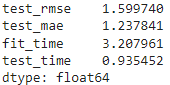 test_rmse    1.599740
test_mae     1.237841
fit_time     3.207961
test_time    0.935452
dtype: float64